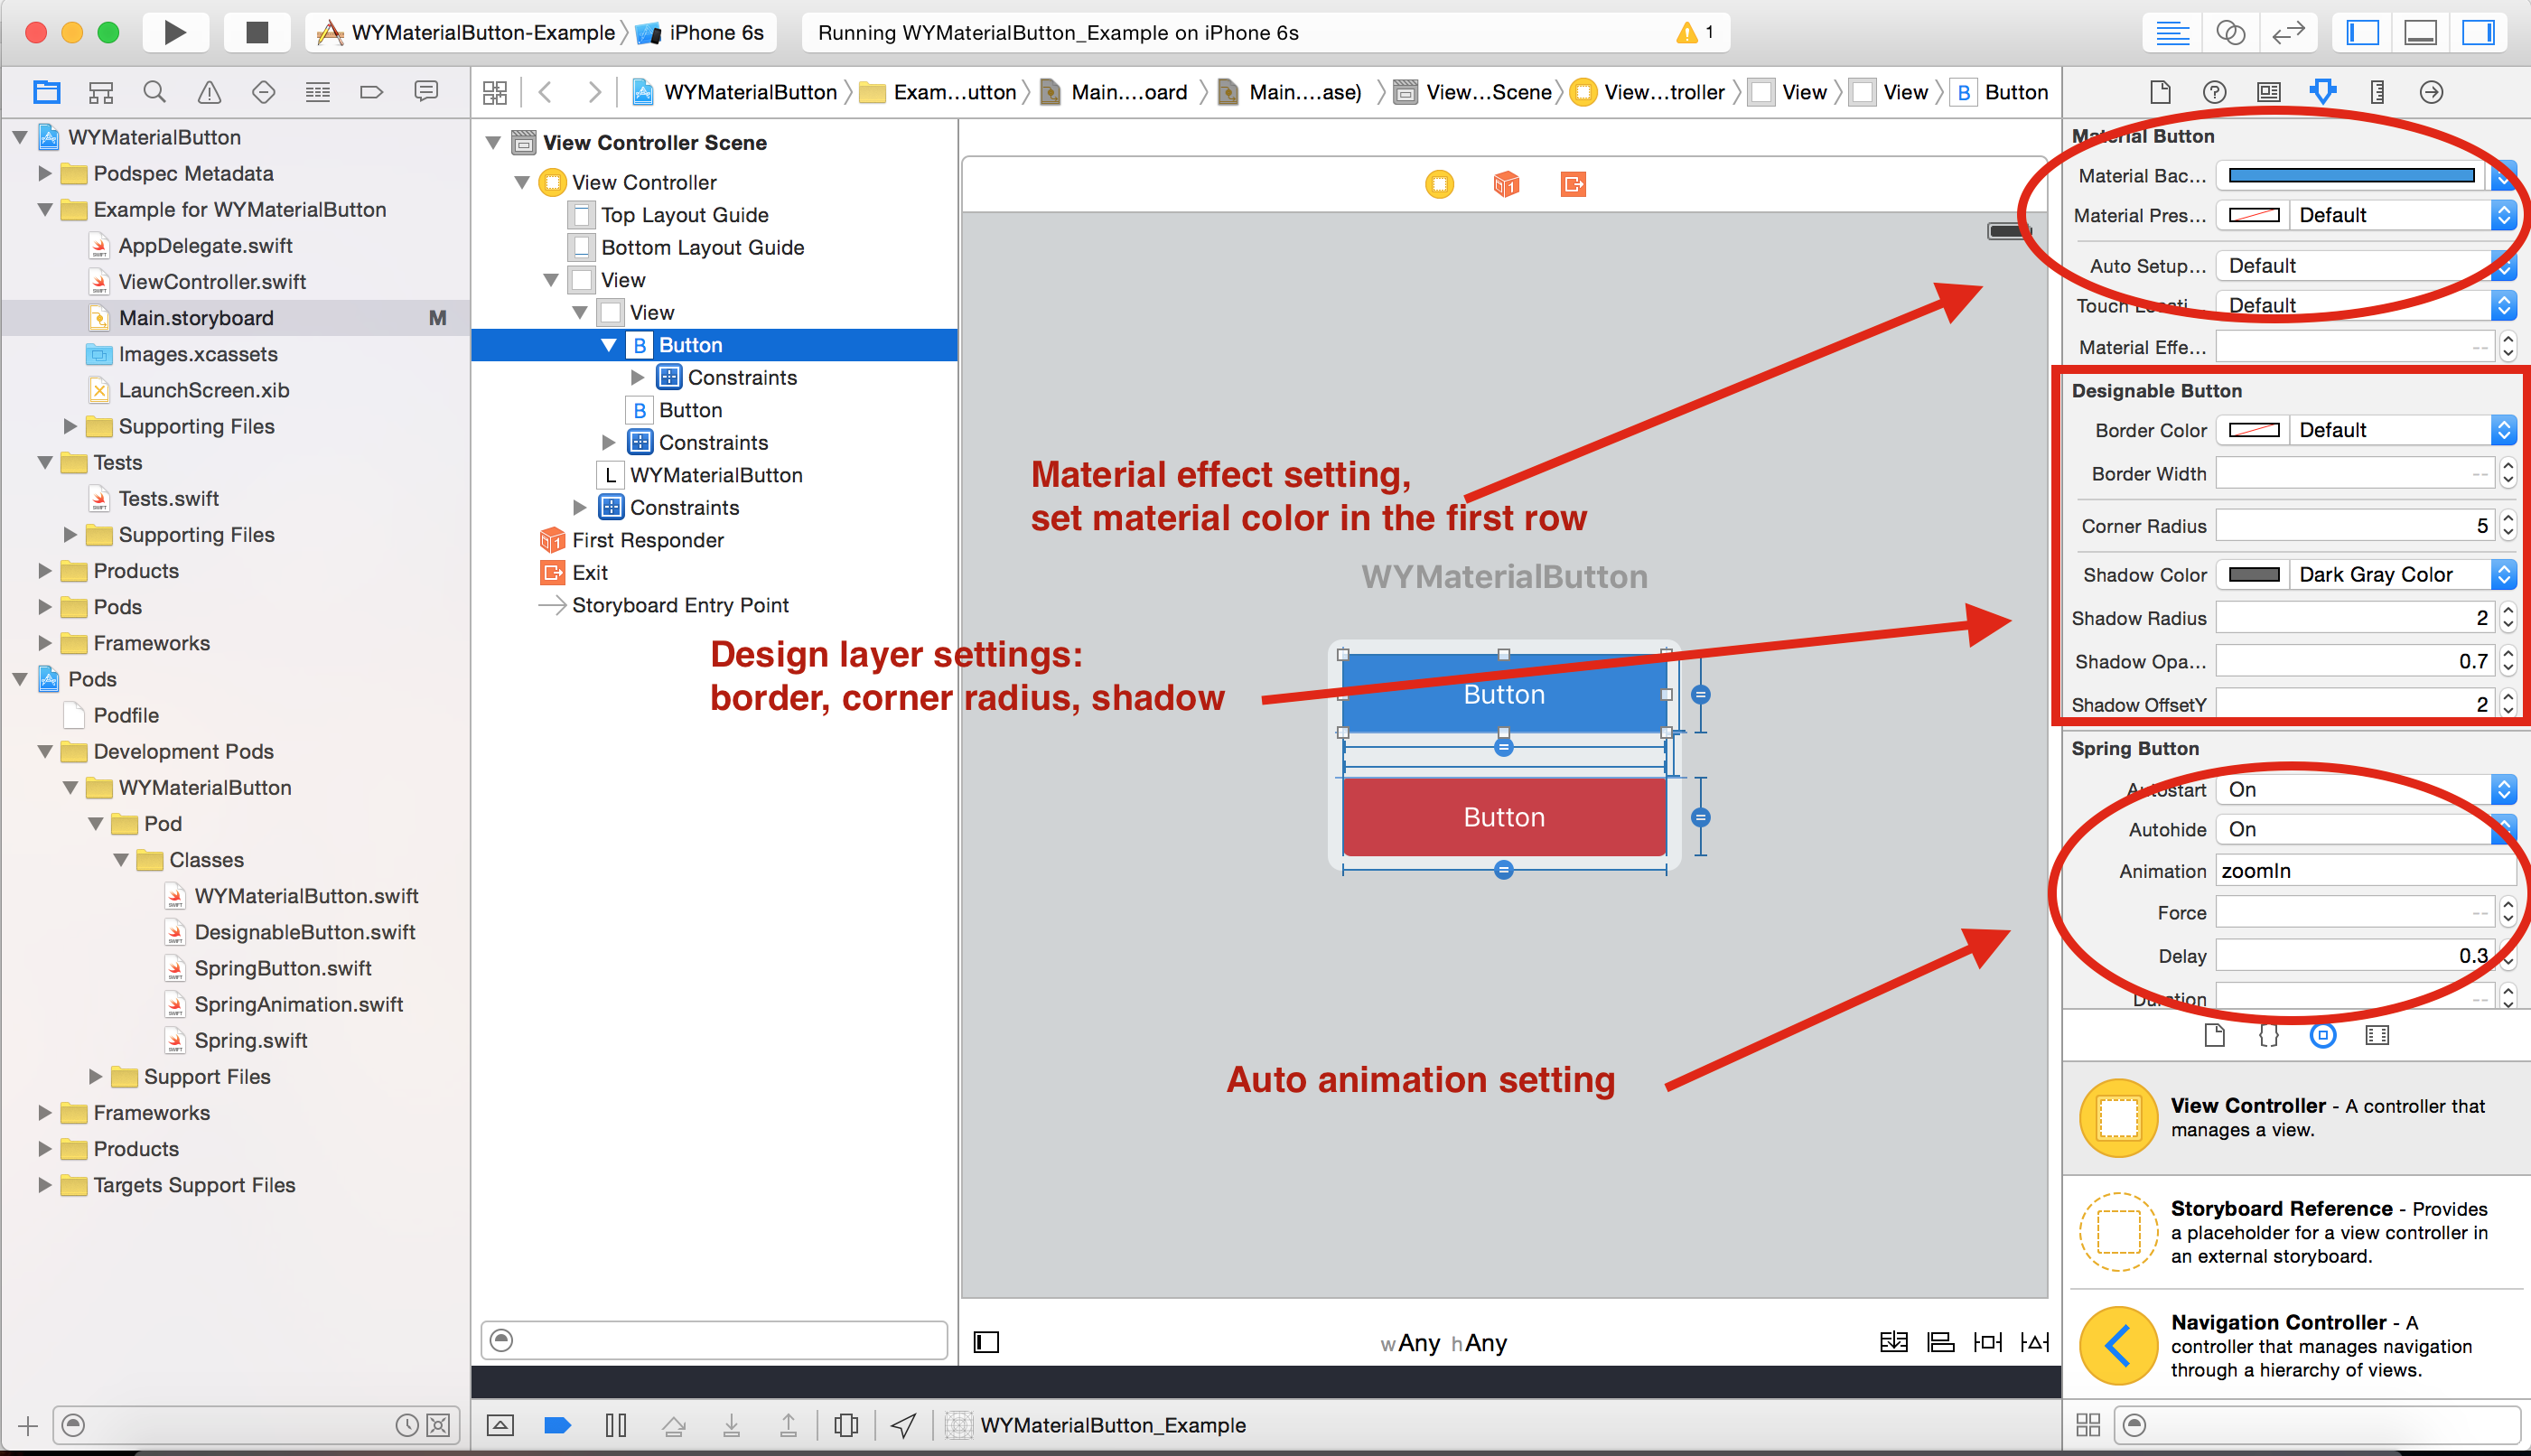 WYMaterialButton-Example
iPhone 6s
Running WYMaterialButton_Example on iPhone 6s
1
WYMaterialButton
Exam...utton
Main....oard
Main....ase)
View...Scene
View...troller
View
View
B
Button
WYMaterialButton
Podspec Metadata
Example for WYMaterialButton
AppDelegate.swift
ViewController.swift
Main.storyboard
M
Images.xcassets
LaunchScreen.xib
Supporting Files
Tests
Tests.swift
Supporting Files
Products
Pods
Frameworks
Pods
Podfile
Development Pods
WYMaterialButton
Pod
Classes
WYMaterialButton.swift
DesignableButton.swift
SpringButton.swift
SpringAnimation.swift
Spring.swift
Support Files
Frameworks
Products
Targets Support Files
View Controller Scene
View Controller
Top Layout Guide
Bottom Layout Guide
View
View
B Button
Constraints
B Button
Constraints
L WYMaterialButton
Constraints
First Responder
Exit
Storyboard Entry Point
Material effect setting,
set material color in the first row
WYMaterialButton
Design layer settings:
border, corner radius, shadow
Button
Button
Auto animation setting
wAny hAny
WYMaterialButton_Example
Material Button
Material Bac...
Material Pres...
Default
Auto Setup...
Default
Touch Locati...
Default
Material Effe...
--
Designable Button
Border Color
Default
Border Width
--
Corner Radius
5
Shadow Color
Dark Gray Color
Shadow Radius
2
Shadow Opa...
0.7
Shadow OffsetY
2
Spring Button
Autostart
On
Autohide
On
Animation
zoomIn
Force
--
Delay
0.3
Duration
--
{}
View Controller - A controller that
manages a view.
Storyboard Reference - Provides
a placeholder for a view controller in
an external storyboard.
Navigation Controller - A
controller that manages navigation
through a hierarchy of views.